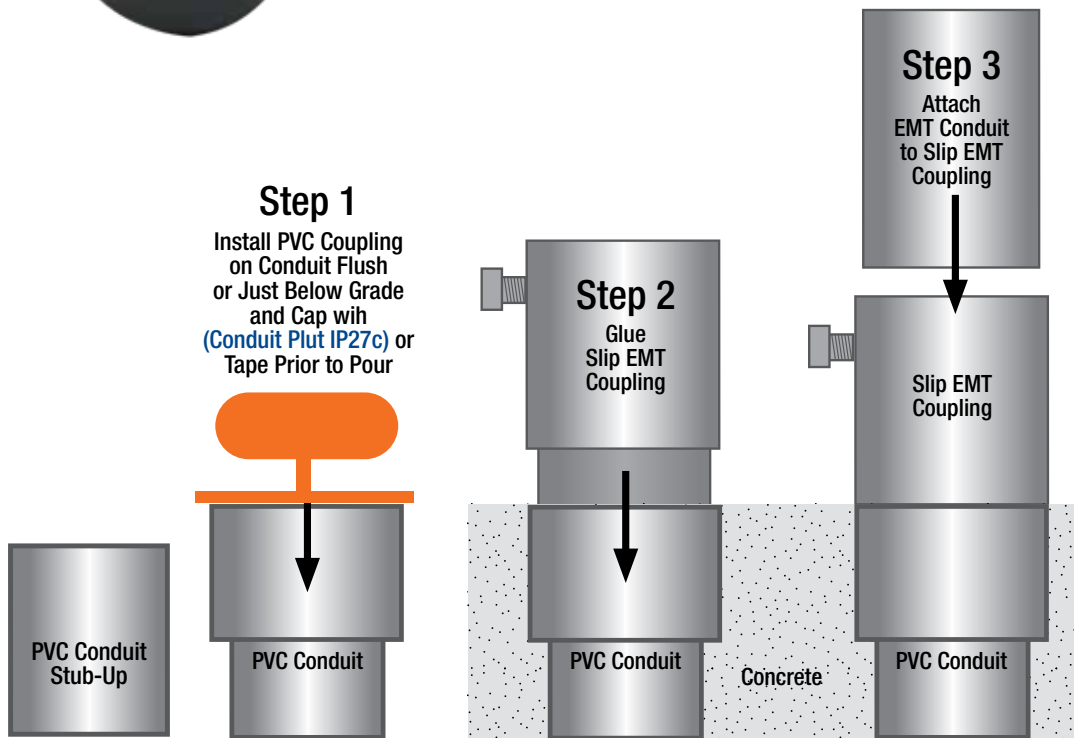 PVC Conduit
Stub-Up
Step 1
Install PVC Coupling
on Conduit Flush
or Just Below Grade
and Cap wih
(Conduit Plut IP27c) or
Tape Prior to Pour
PVC Conduit
Step 2
Glue
Slip EMT
Coupling
PVC Conduit
Concrete
Step 3
Attach
EMT Conduit
to Slip EMT
Coupling
Slip EMT
Coupling
PVC Conduit